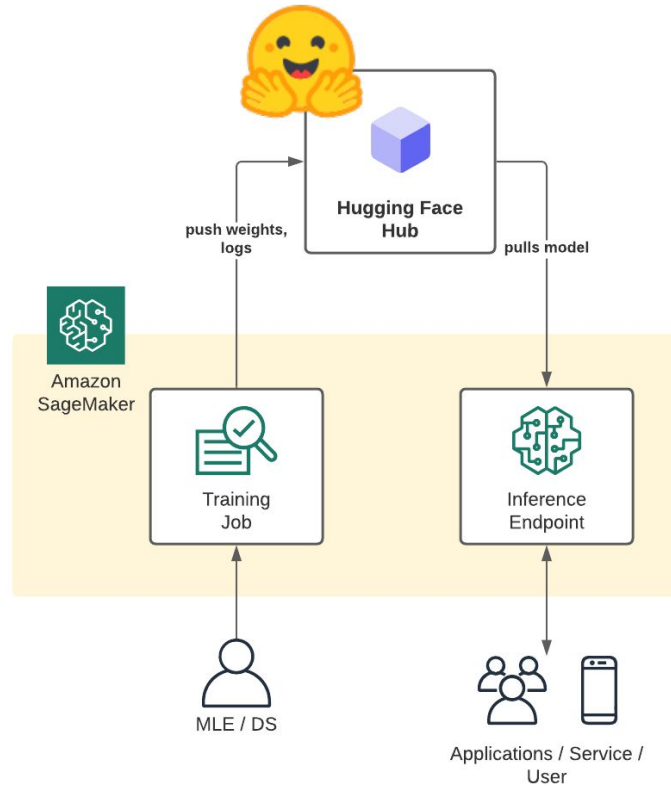 Hugging Face
Hub
push weights,
logs
pulls model
Amazon
SageMaker
Training
Job
Inference
Endpoint
MLE / DS
Applications / Service /
User